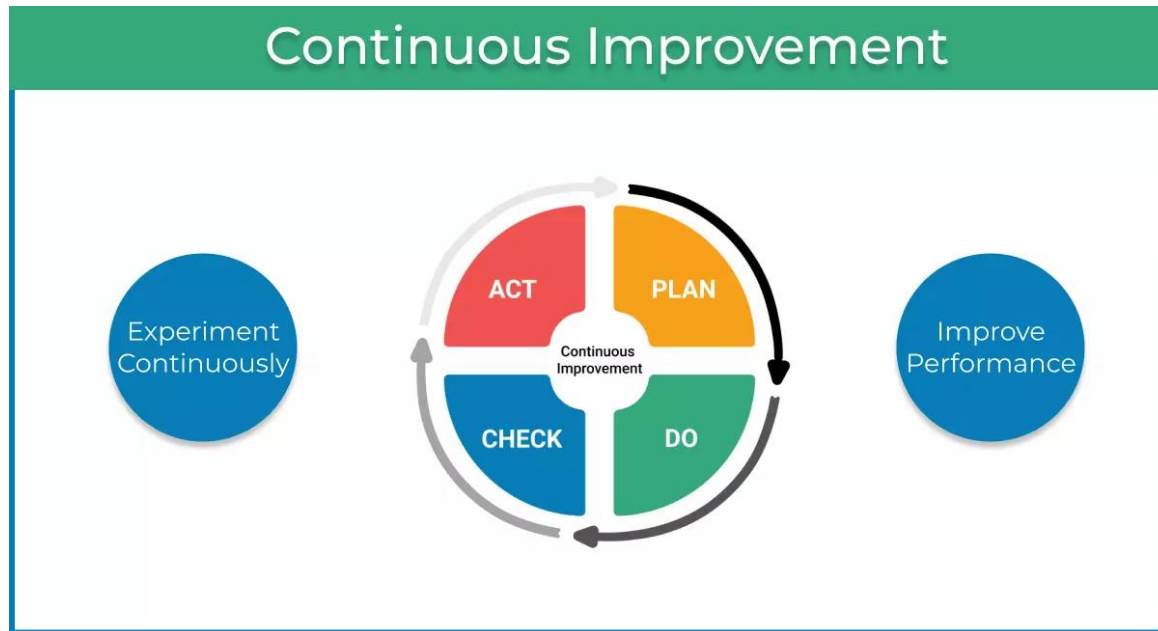 Continuous Improvement
Experiment
Continuously
ACT
PLAN
Continuous
Improvement
CHECK
DO
Improve
Performance